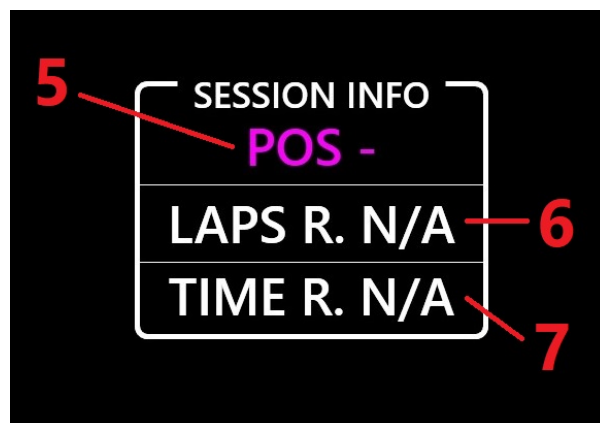 SESSION INFO
5
POS -
LAPS R. N/A
6
TIME R. N/A
7